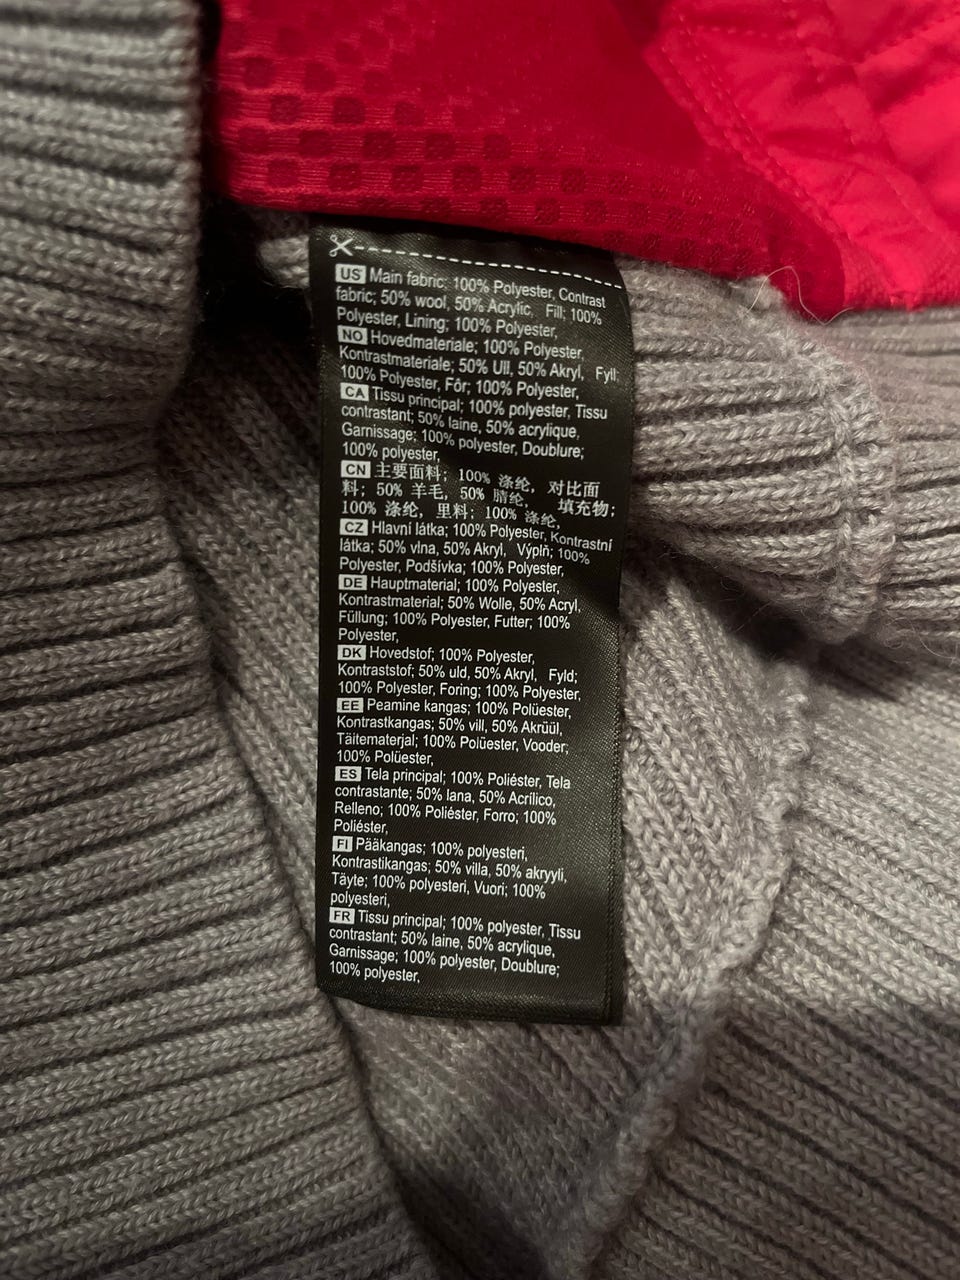 US Main fabric: 100% Polyester, Contrast
fabric; 50% wool, 50% Acrylic, Fill; 100%
Polyester, Lining; 100% Polyester,
NO Hovedmateriale; 100% Polyester,
Kontrastmateriale; 50% Ull, 50% Akryl, Fyll;
100% Polyester, Fôr; 100% Polyester,
CA Tissu principal; 100% polyester, Tissu
contrastant; 50% laine, 50% acrylique,
Garnissage; 100% polyester, Doublure;
100% polyester,
CN 主要面料; 100% 涤纶, 对比面
料; 50% 羊毛, 50% 腈纶, 填充物;
100% 涤纶, 里料; 100% 涤纶,
CZ Hlavní látka; 100% Polyester, Kontrastní
látka; 50% vlna, 50% Akryl, Výplň; 100%
Polyester, Podšívka; 100% Polyester,
DE Hauptmaterial; 100% Polyester,
Kontrastmaterial; 50% Wolle, 50% Acryl,
Füllung; 100% Polyester, Futter; 100%
Polyester,
DK Hovedstof; 100% Polyester,
Kontraststof; 50% uld, 50% Akryl, Fyld;
100% Polyester, Foring; 100% Polyester,
EE Peamine kangas; 100% Polüester,
Kontrastkangas; 50% vill, 50% Akrüül,
Täitematerjal; 100% Polüester, Vooder;
100% Polüester,
ES Tela principal; 100% Poliéster, Tela
contrastante; 50% lana, 50% Acrílico,
Relleno; 100% Poliéster, Forro; 100%
Poliéster,
FI Pääkangas; 100% polyesteri,
Kontrastikangas; 50% villa, 50% akryyli,
Täyte; 100% polyesteri, Vuori; 100%
polyesteri,
FR Tissu principal; 100% polyester, Tissu
contrastant; 50% laine, 50% acrylique,
Garnissage; 100% polyester, Doublure;
100% polyester,